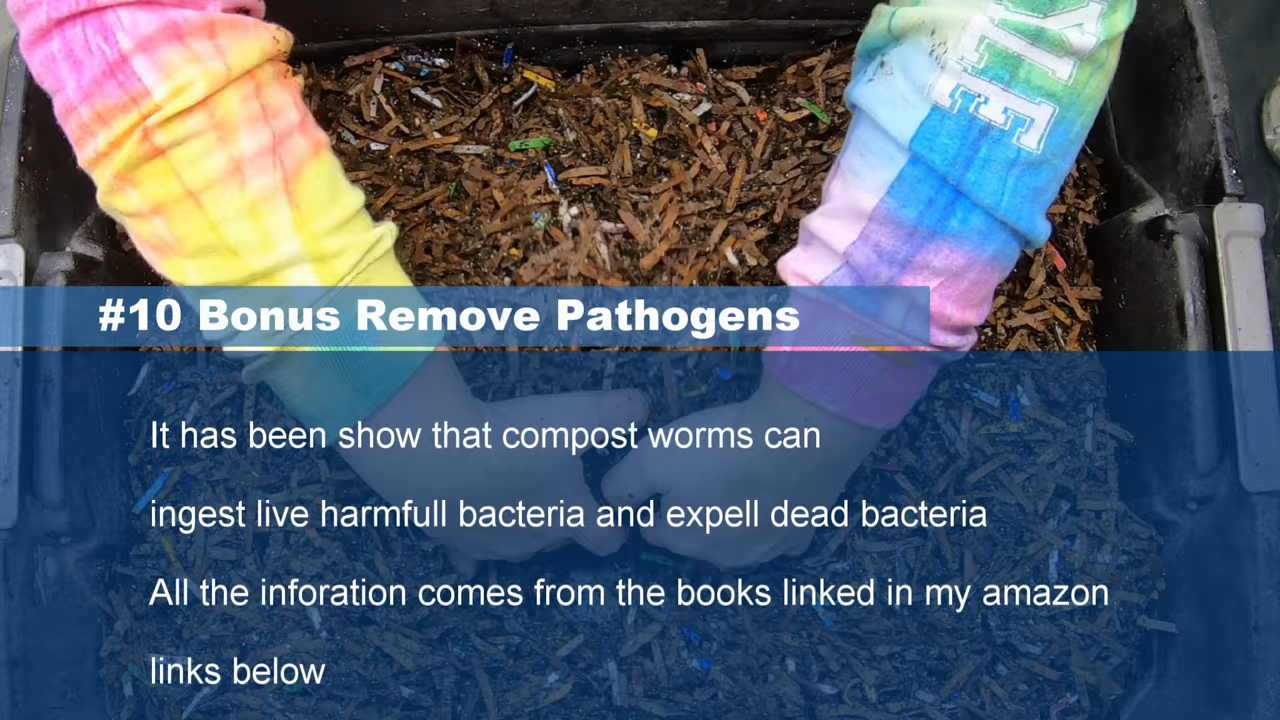 YLE
#10 Bonus Remove Pathogens
It has been show that compost worms can
ingest live harmfull bacteria and expell dead bacteria
All the inforation comes from the books linked in my amazon
links below